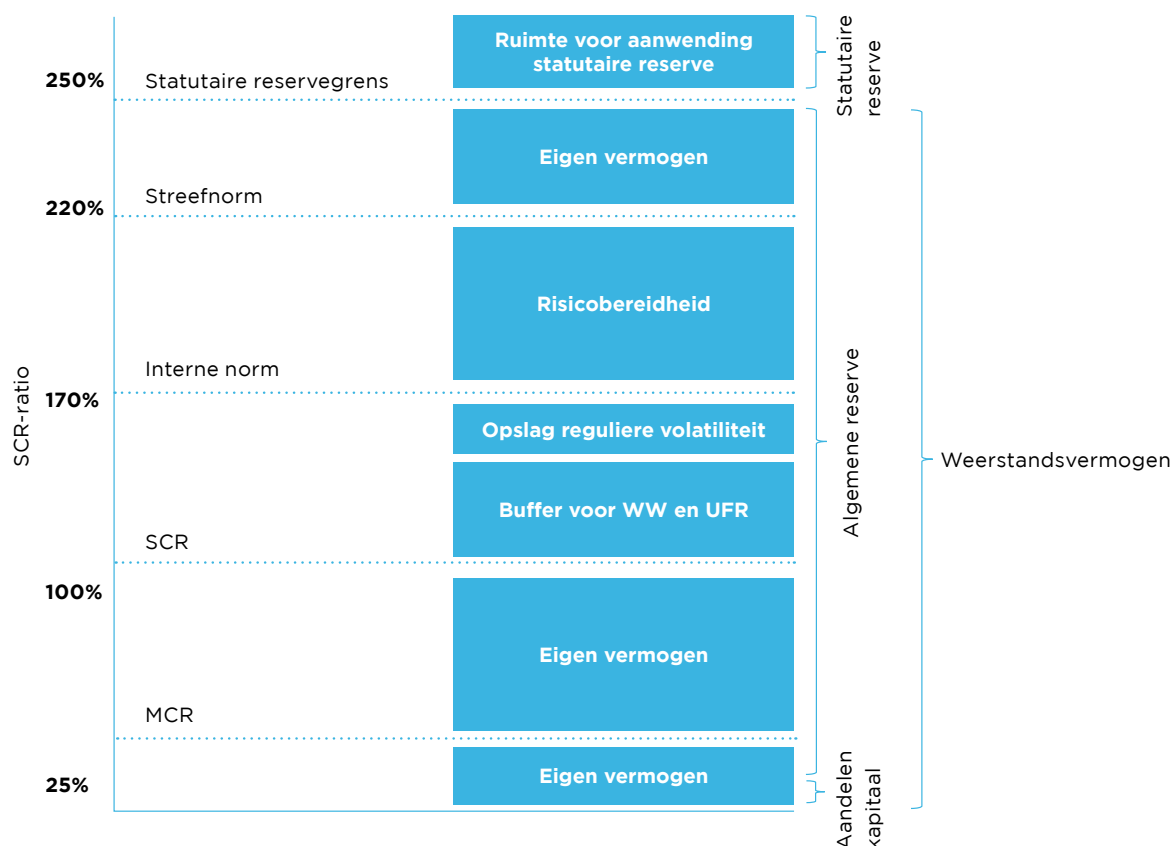 Ruimte voor aanwending
statutaire reserve
Statutaire
reserve
250%
Statutaire reservegrens
Eigen vermogen
Streefnorm
220%
Risicobereidheid
Interne norm
170%
Opslag reguliere volatiliteit
SCR-ratio
Algemene reserve
Weerstandsvermogen
Buffer voor WW en UFR
SCR
100%
Eigen vermogen
MCR
Eigen vermogen
25%
Aandelen
kapitaal